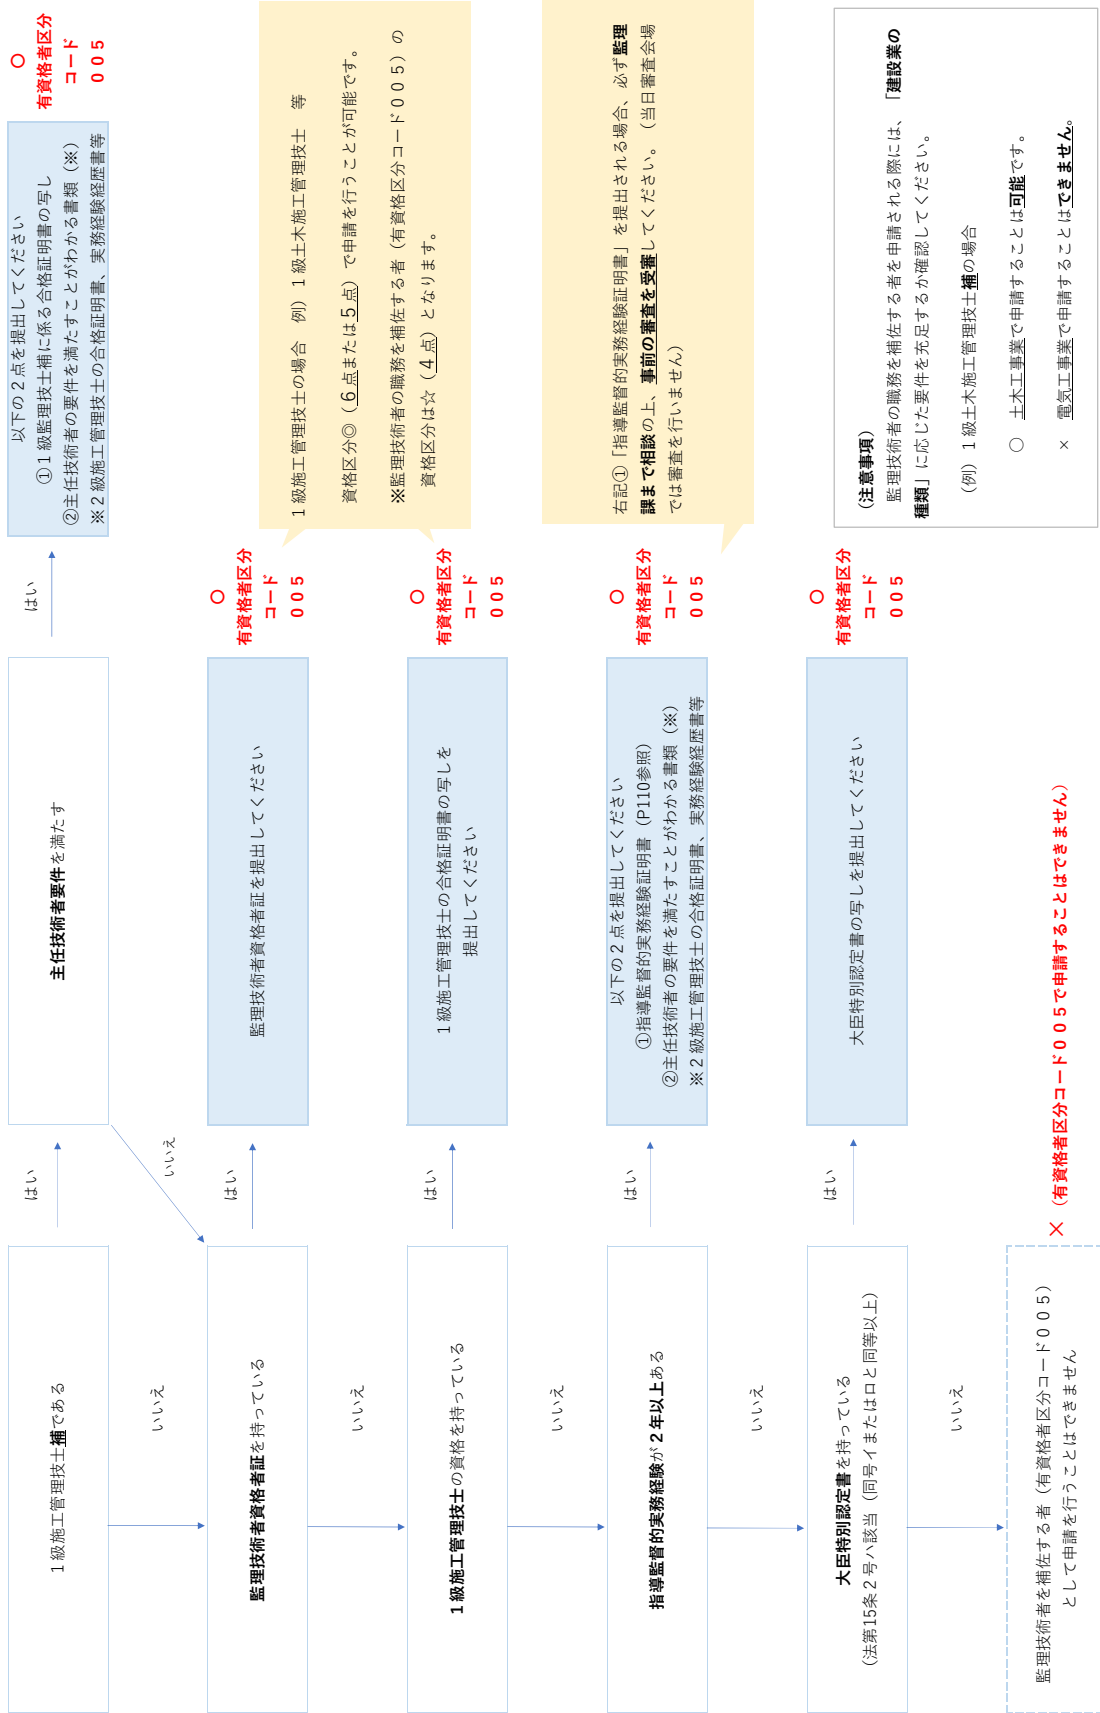 １級施工管理技士補である
はい
主任技術者要件を満たす
はい
以下の２点を提出してください
①１級監理技士補に係る合格証明書の写し
②主任技術者の要件を満たすことがわかる書類（※）
※２級施工管理技士の合格証明書、実務経験経歴書等
○
有資格者区分
コード
００５
いいえ
いいえ
監理技術者資格者証を持っている
はい
監理技術者資格者証を提出してください
○
有資格者区分
コード
００５
１級施工管理技士の場合　例）１級土木施工管理技士　等
資格区分◎（６点または５点）で申請を行うことが可能です。
※監理技術者の職務を補佐する者（有資格区分コード００５）の
資格区分は☆（４点）となります。
いいえ
１級施工管理技士の資格を持っている
はい
１級施工管理技士の合格証明書の写しを
提出してください
○
有資格者区分
コード
００５
いいえ
指導監督的実務経験が２年以上ある
はい
以下の２点を提出してください
①指導監督的実務経験証明書（P110参照）
②主任技術者の要件を満たすことがわかる書類（※）
※２級施工管理技士の合格証明書、実務経験経歴書等
○
有資格者区分
コード
００５
右記①「指導監督的実務経験証明書」を提出される場合、必ず監理
課まで相談の上、事前の審査を受審してください。（当日審査会場
では審査を行いません）
いいえ
大臣特別認定書を持っている
（法第15条２号ハ該当（同号イまたはロと同等以上）
はい
大臣特別認定書の写しを提出してください
○
有資格者区分
コード
００５
いいえ
監理技術者を補佐する者（有資格者区分コード００５）
として申請を行うことはできません
×（有資格者区分コード００５で申請することはできません）
（注意事項）
監理技術者の職務を補佐する者を申請される際には、「建設業の
種類」に応じた要件を充足するか確認してください。
（例）１級土木施工管理技士補の場合
○　土木工事業で申請することは可能です。
×　電気工事業で申請することはできません。